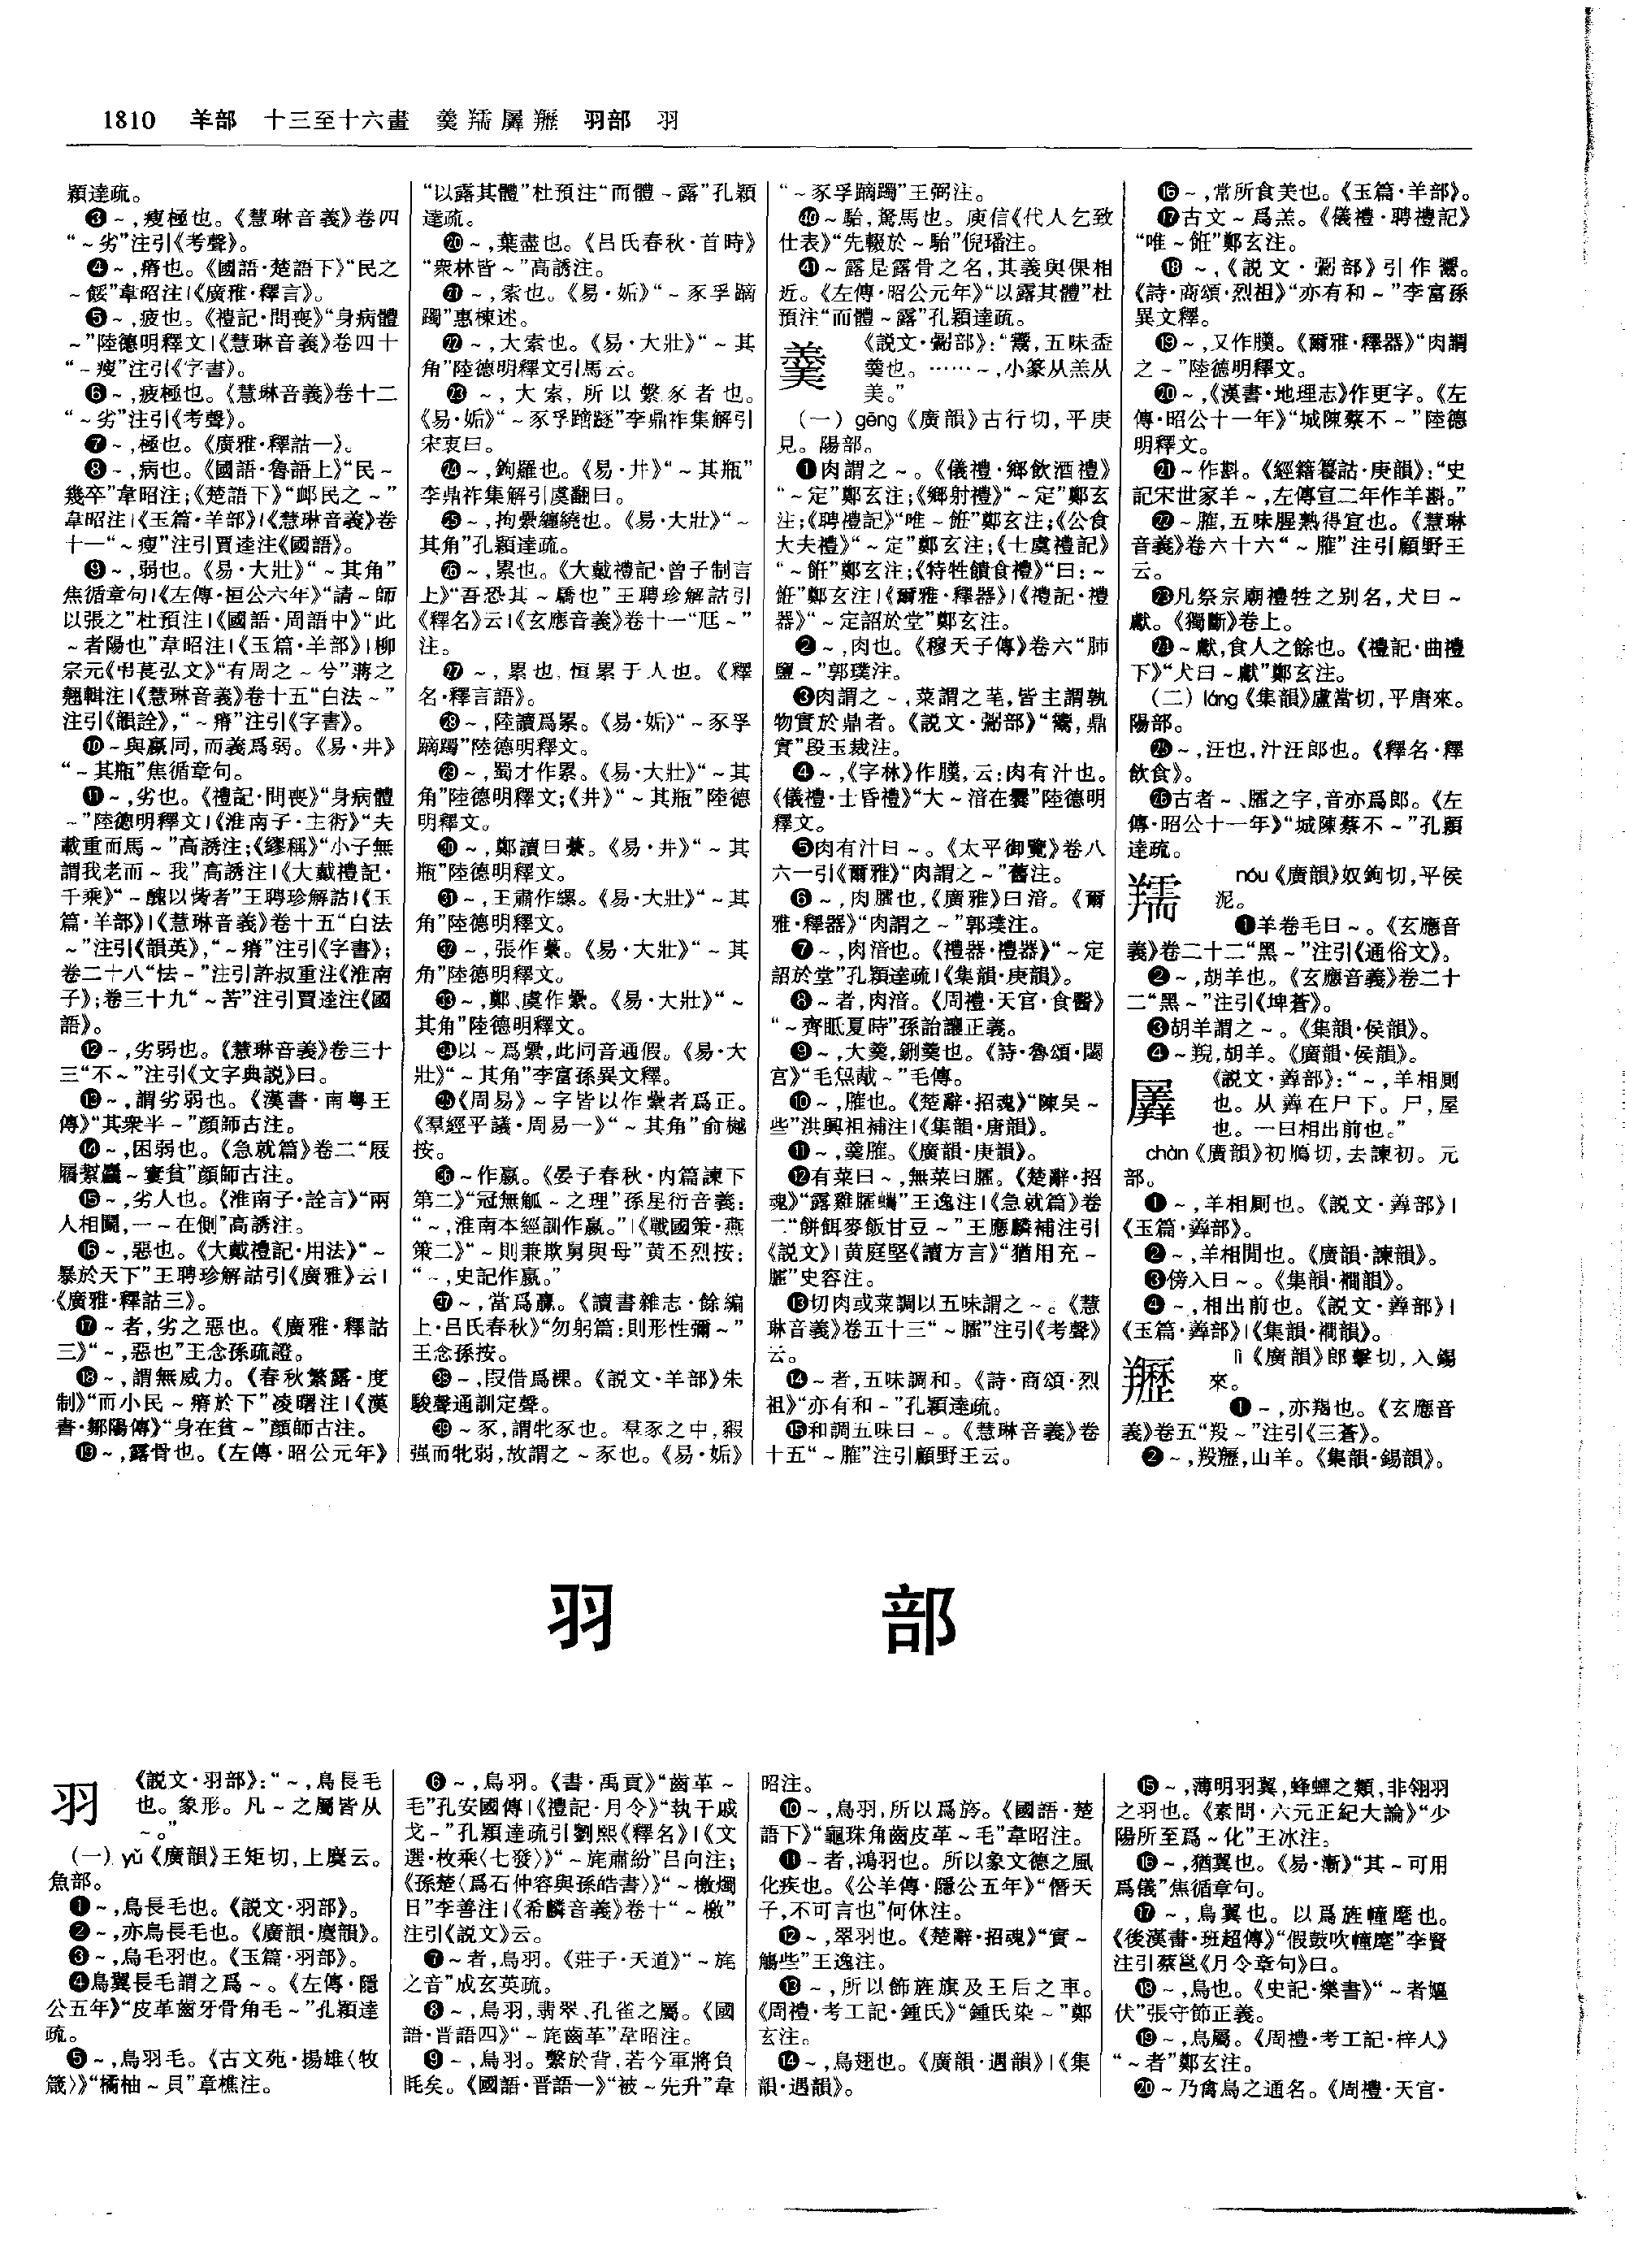 1810 羊部 十三至十六畫 羹 羺 羼 䍽 羽部 羽
穎達疏。
❸~,瘦極也。《慧琳音義》卷四
“~劣”注引《考聲》。
❹~,瘠也。《國語·楚語下》“民之
~餒”韋昭注|《廣雅·釋言》。
❺~,疲也。《禮記·問喪》“身病體
~”陸德明釋文|《慧琳音義》卷四十
“~瘦”注引《字書》。
❻~,疲極也。《慧琳音義》卷十二
“~劣”注引《考聲》。
❼~,極也。《廣雅·釋詁一》。
❽~,病也。《國語·魯語上》“民~
幾卒”韋昭注;《楚語下》“卹民之~”
韋昭注|《玉篇·羊部》|《慧琳音義》卷
十一“~瘦”注引賈逵注《國語》。
❾~,弱也。《易·大壯》“~其角”
焦循章句|《左傳·桓公六年》“請~師
以張之”杜預注|《國語·周語中》“此
~者陽也”韋昭注|《玉篇·羊部》|柳
宗元《弔萇弘文》“有周之~兮”蔣之
翹輯注|《慧琳音義》卷十五“白法~”
注引《韻詮》,“~瘠”注引《字書》。
❿~與羸同,而義爲弱。《易·井》
“~其瓶”焦循章句。
⓫~,劣也。《禮記·問喪》“身病體
~”陸德明釋文|《淮南子·主術》“夫
載重而馬~”高誘注;《繆稱》“小子無
謂我老而~我”高誘注|《大戴禮記·
千乘》“~醜以胔者”王聘珍解詁|《玉
篇·羊部》|《慧琳音義》卷十五“白法
~”注引《韻英》,“~瘠”注引《字書》;
卷二十八“怯~”注引許叔重注《淮南
子》;卷三十九“~苦”注引賈逵注《國
語》。
⓬~,劣弱也。《慧琳音義》卷三十
三“不~”注引《文字典説》曰。
⓭~,謂劣弱也。《漢書·南粵王
傳》“其衆半~”顔師古注。
⓮~,困弱也。《急就篇》卷二“屐
屩䋈麤~窶貧”顔師古注。
⓯~,劣人也。《淮南子·詮言》“兩
人相鬭,一~在側”高誘注。
⓰~,惡也。《大戴禮記·用法》“~
暴於天下”王聘珍解詁引《廣雅》云|
《廣雅·釋詁三》。
⓱~者,劣之惡也。《廣雅·釋詁
三》“~,惡也”王念孫疏證。
⓲~,謂無威力。《春秋繁露·度
制》“而小民~瘠於下”凌曙注|《漢
書·鄒陽傳》“身在貧~”顔師古注。
⓳~,露骨也。《左傳·昭公元年》
“以露其體”杜預注“而體~露”孔穎
達疏。
⓴~,葉盡也。《吕氏春秋·首時》
“衆林皆~”高誘注。
㉑~,索也。《易·姤》“~豕孚蹢
躅”惠棟述。
㉒~,大索也。《易·大壯》“~其
角”陸德明釋文引馬云。
㉓~,大索,所以繫豕者也。
《易·姤》“~豕孚蹢𨅛”李鼎祚集解引
宋衷曰。
㉔~,鉤羅也。《易·井》“~其瓶”
李鼎祚集解引虞翻曰。
㉕~,拘纍纏繞也。《易·大壯》“~
其角”孔穎達疏。
㉖~,累也。《大戴禮記·曾子制言
上》“吾恐其~驕也”王聘珍解詁引
《釋名》云|《玄應音義》卷十一“尫~”
注。
㉗~,累也,恒累于人也。《釋
名·釋言語》。
㉘~,陸讀爲累。《易·姤》“~豕孚
蹢躅”陸德明釋文。
㉙~,蜀才作累。《易·大壯》“~其
角”陸德明釋文;《井》“~其瓶”陸德
明釋文。
㉚~,鄭讀曰虆。《易·井》“~其
瓶”陸德明釋文。
㉛~,王肅作縲。《易·大壯》“~其
角”陸德明釋文。
㉜~,張作虆。《易·大壯》“~其
角”陸德明釋文。
㉝~,鄭、虞作纍。《易·大壯》“~
其角”陸德明釋文。
㉞以~爲纍,此同音通假。《易·大
壯》“~其角”李富孫異文釋。
㉟《周易》~字皆以作纍者爲正。
《羣經平議·周易一》“~其角”俞樾
按。
㊱~作羸。《晏子春秋·内篇諫下
第二》“冠無觚~之理”孫星衍音義:
“~,淮南本經訓作蠃。”|《戰國策·燕
策二》“~則兼欺舅與母”黄丕烈按:
“~,史記作嬴。”
㊲~,當爲贏。《讀書雜志·餘編
上·吕氏春秋》“勿躬篇:則形性彌~”
王念孫按。
㊳~,叚借爲裸。《説文·羊部》朱
駿聲通訓定聲。
㊴~豕,謂牝豕也。羣豕之中,豭
强而牝弱,故謂之~豕也。《易·姤》
“~豕孚蹢躅”王弼注。
㊵~駘,駑馬也。庾信《代人乞致
仕表》“先輟於~駘”倪璠注。
㊶~露是露骨之名,其義與倮相
近。《左傳·昭公元年》“以露其體”杜
預注“而體~露”孔穎達疏。
羹
《説文·䰜部》:“䰞,五味盉
羹也。……~,小篆从羔从
美。”
(一)gēng《廣韻》古行切,平庚
見。陽部。
❶肉謂之~。《儀禮·鄉飲酒禮》
“~定”鄭玄注;《鄉射禮》“~定”鄭玄
注;《聘禮記》“唯~飪”鄭玄注;《公食
大夫禮》“~定”鄭玄注;《士虞禮記》
“~飪”鄭玄注;《特牲饋食禮》“曰:~
飪”鄭玄注|《爾雅·釋器》|《禮記·禮
器》“~定詔於堂”鄭玄注。
❷~,肉也。《穆天子傳》卷六“肺
鹽~”郭璞注。
❸肉謂之~,菜謂之芼,皆主謂孰
物實於鼎者。《説文·䰜部》“鬻,鼎
實”段玉裁注。
❹~,《字林》作䐹,云:肉有汁也。
《儀禮·士昏禮》“大~湆在爨”陸德明
釋文。
❺肉有汁曰~。《太平御覽》卷八
六一引《爾雅》“肉謂之~”舊注。
❻~,肉臛也,《廣雅》曰湆。《爾
雅·釋器》“肉謂之~”郭璞注。
❼~,肉湆也。《禮器·禮器》“~定
詔於堂”孔穎達疏|《集韻·庚韻》。
❽~者,肉湆。《周禮·天官·食醫》
“~齊眂夏時”孫詒讓正義。
❾~,大羹,鉶羹也。《詩·魯頌·閟
宫》“毛炰胾~”毛傳。
❿~,臛也。《楚辭·招魂》“陳吴~
些”洪興祖補注|《集韻·唐韻》。
⓫~,羹臛。《廣韻·庚韻》。
⓬有菜曰~,無菜曰臛。《楚辭·招
魂》“露雞臛蠵”王逸注|《急就篇》卷
二“餅餌麥飯甘豆~”王應麟補注引
《説文》|黄庭堅《讀方言》“猶用充~
臛”史容注。
⓭切肉或菜調以五味謂之~。《慧
琳音義》卷五十三“~臛”注引《考聲》
云。
⓮~者,五味調和。《詩·商頌·烈
祖》“亦有和~”孔穎達疏。
⓯和調五味曰~。《慧琳音義》卷
十五“~臛”注引顧野王云。
⓰~,常所食美也。《玉篇·羊部》。
⓱古文~爲羔。《儀禮·聘禮記》
“唯~飪”鄭玄注。
⓲~,《説文·䰜部》引作鬻。
《詩·商頌·烈祖》“亦有和~”李富孫
異文釋。
⓳~,又作䐹。《爾雅·釋器》“肉謂
之~”陸德明釋文。
⓴~,《漢書·地理志》作更字。《左
傳·昭公十一年》“城陳蔡不~”陸德
明釋文。
㉑~作斟。《經籍籑詁·庚韻》:“史
記宋世家羊~,左傳宣二年作羊斟。”
㉒~臛,五味腥熟得宜也。《慧琳
音義》卷六十六“~臛”注引顧野王
云。
㉓凡祭宗廟禮牲之别名,犬曰~
獻。《獨斷》卷上。
㉔~獻,食人之餘也。《禮記·曲禮
下》“犬曰~獻”鄭玄注。
(二)láng《集韻》盧當切,平唐來。
陽部。
㉕~,汪也,汁汪郎也。《釋名·釋
飲食》。
㉖古者~、臛之字,音亦爲郎。《左
傳·昭公十一年》“城陳蔡不~”孔穎
達疏。
羺
nóu《廣韻》奴鉤切,平侯
泥。
❶羊卷毛曰~。《玄應音
義》卷二十二“黑~”注引《通俗文》。
❷~,胡羊也。《玄應音義》卷二十
二“黑~”注引《埤蒼》。
❸胡羊謂之~。《集韻·侯韻》。
❹~䍲,胡羊。《廣韻·侯韻》。
羼
《説文·羴部》:“~,羊相厠
也。从羴在尸下。尸,屋
也。一曰相出前也。”
chàn《廣韻》初鴈切,去諫初。元
部。
❶~,羊相厠也。《説文·羴部》|
《玉篇·羴部》。
❷~,羊相間也。《廣韻·諫韻》。
❸傍入曰~。《集韻·襇韻》。
❹~,相出前也。《説文·羴部》|
《玉篇·羴部》|《集韻·襇韻》。
䍽
lì《廣韻》郎擊切,入錫
來。
❶~,亦羖也。《玄應音
義》卷五“羖~”注引《三蒼》。
❷~,羖䍽,山羊。《集韻·錫韻》。
羽 部
羽
《説文·羽部》:“~,鳥長毛
也。象形。凡~之屬皆从
~。”
(一)yǔ《廣韻》王矩切,上麌云。
魚部。
❶~,鳥長毛也。《説文·羽部》。
❷~,亦鳥長毛也。《廣韻·麌韻》。
❸~,鳥毛羽也。《玉篇·羽部》。
❹鳥翼長毛謂之爲~。《左傳·隱
公五年》“皮革齒牙骨角毛~”孔穎達
疏。
❺~,鳥羽毛。《古文苑·揚雄〈牧
箴〉》“橘柚~貝”章樵注。
❻~,鳥羽。《書·禹貢》“齒革~
毛”孔安國傳|《禮記·月令》“執干戚
戈~”孔穎達疏引劉熙《釋名》|《文
選·枚乘〈七發〉》“~旄肅紛”吕向注;
《孫楚〈爲石仲容與孫皓書〉》“~檄燭
日”李善注|《希麟音義》卷十“~檄”
注引《説文》云。
❼~者,鳥羽。《莊子·天道》“~旄
之音”成玄英疏。
❽~,鳥羽,翡翠、孔雀之屬。《國
語·晋語四》“~旄齒革”韋昭注。
❾~,鳥羽。繫於背,若今軍將負
眊矣。《國語·晋語一》“被~先升”韋
昭注。
❿~,鳥羽,所以爲旍。《國語·楚
語下》“龜珠角齒皮革~毛”韋昭注。
⓫~者,鴻羽也。所以象文德之風
化疾也。《公羊傳·隱公五年》“僭天
子,不可言也”何休注。
⓬~,翠羽也。《楚辭·招魂》“實~
觴些”王逸注。
⓭~,所以飾旌旗及王后之車。
《周禮·考工記·鍾氏》“鍾氏染~”鄭
玄注。
⓮~,鳥翅也。《廣韻·遇韻》|《集
韻·遇韻》。
⓯~,薄明羽翼,蜂蟬之類,非翎羽
之羽也。《素問·六元正紀大論》“少
陽所至爲~化”王冰注。
⓰~,猶翼也。《易·漸》“其~可用
爲儀”焦循章句。
⓱~,鳥翼也。以爲旌幢麾也。
《後漢書·班超傳》“假鼓吹幢麾”李賢
注引蔡邕《月令章句》曰。
⓲~,鳥也。《史記·樂書》“~者嫗
伏”張守節正義。
⓳~,鳥屬。《周禮·考工記·梓人》
“~者”鄭玄注。
⓴~乃禽鳥之通名。《周禮·天官·